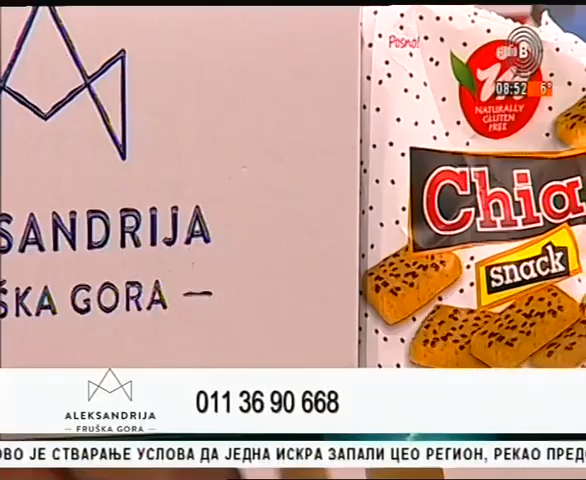 Posno!
B
08:52 6°
NATURALLY
GLUTEN
FREE
Chia
snack
SANDRIJA
ŠKA GORA —
ALEKSANDRIJA
— FRUŠKA GORA —
011 36 90 668
ОВО ЈЕ СТВАРАЊЕ УСЛОВА ДА ЈЕДНА ИСКРА ЗАПАЛИ ЦЕО РЕГИОН, РЕКАО ПРЕД